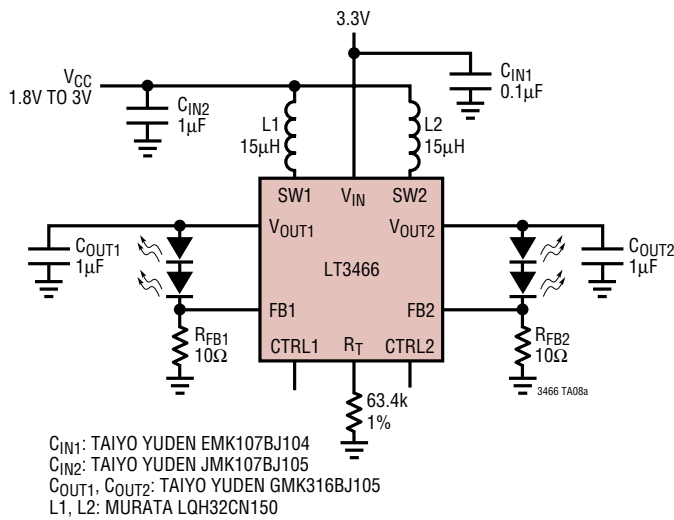 3.3V
V_CC
1.8V TO 3V
C_IN1
0.1µF
C_IN2
1µF
L1
15µH
L2
15µH
SW1
V_IN
SW2
V_OUT1
V_OUT2
C_OUT1
1µF
C_OUT2
1µF
LT3466
FB1
FB2
R_FB1
10Ω
CTRL1
R_T
CTRL2
R_FB2
10Ω
3466 TA08a
63.4k
1%
C_IN1: TAIYO YUDEN EMK107BJ104
C_IN2: TAIYO YUDEN JMK107BJ105
C_OUT1, C_OUT2: TAIYO YUDEN GMK316BJ105
L1, L2: MURATA LQH32CN150